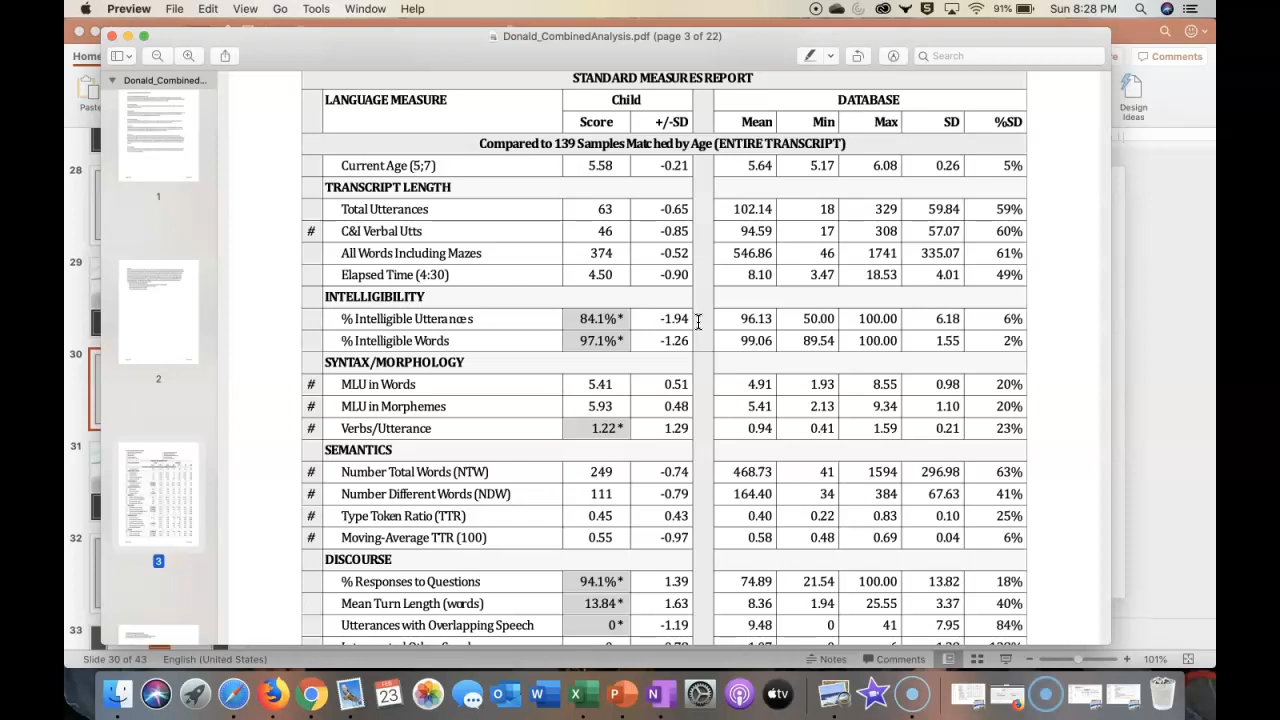 Preview File Edit View Go Tools Window Help 91% Sun 8:28 PM
Donald_CombinedAnalysis.pdf (page 3 of 22)
Home Comments
Search
Paste
Design
Ideas
Donald_Combined...
1
2
3
28
29
30
31
32
33
STANDARD MEASURES REPORT
LANGUAGE MEASURE Child DATABASE
Score +/-SD Mean Min Max SD %SD
Compared to 139 Samples Matched by Age (ENTIRE TRANSCRIPT)
Current Age (5;7) 5.58 -0.21 5.64 5.17 6.08 0.26 5%
TRANSCRIPT LENGTH
Total Utterances 63 -0.65 102.14 18 329 59.84 59%
# C&I Verbal Utts 46 -0.85 94.59 17 308 57.07 60%
All Words Including Mazes 374 -0.52 546.86 46 1741 335.07 61%
Elapsed Time (4:30) 4.50 -0.90 8.10 3.47 18.53 4.01 49%
INTELLIGIBILITY
% Intelligible Utterances 84.1%* -1.94 96.13 50.00 100.00 6.18 6%
% Intelligible Words 97.1%* -1.26 99.06 89.54 100.00 1.55 2%
SYNTAX/MORPHOLOGY
# MLU in Words 5.41 0.51 4.91 1.93 8.55 0.98 20%
# MLU in Morphemes 5.93 0.48 5.41 2.13 9.34 1.10 20%
# Verbs/Utterance 1.22* 1.29 0.94 0.41 1.59 0.21 23%
SEMANTICS
# Number Total Words (NTW) 249 -0.74 468.73 41 1594 296.98 63%
# Number Different Words (NDW) 111 -0.79 164.40 34 384 67.63 41%
# Type Token Ratio (TTR) 0.45 0.43 0.40 0.22 0.83 0.10 25%
# Moving-Average TTR (100) 0.55 -0.97 0.58 0.48 0.69 0.04 6%
DISCOURSE
% Responses to Questions 94.1%* 1.39 74.89 21.54 100.00 13.82 18%
Mean Turn Length (words) 13.84* 1.63 8.36 1.94 25.55 3.37 40%
Utterances with Overlapping Speech 0* -1.19 9.48 0 41 7.95 84%
Slide 30 of 43 English (United States) Notes Comments 101%
FEB
23